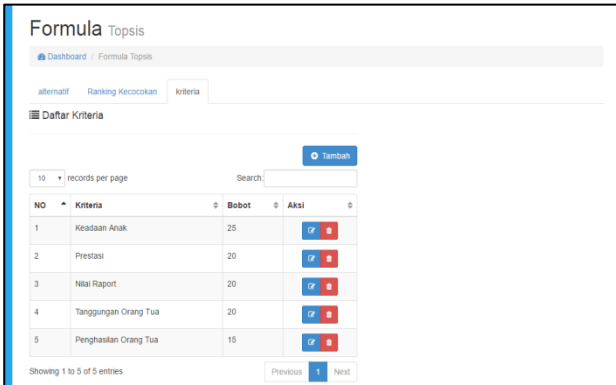 Formula Topsis
Dashboard / Formula Topsis
alternatif Ranking Kecocokan kriteria
Daftar Kriteria
Tambah
10 records per page Search:
NO Kriteria Bobot Aksi
1 Keadaan Anak 25
2 Prestasi 20
3 Nilai Raport 20
4 Tanggungan Orang Tua 20
5 Penghasilan Orang Tua 15
Showing 1 to 5 of 5 entries Previous 1 Next